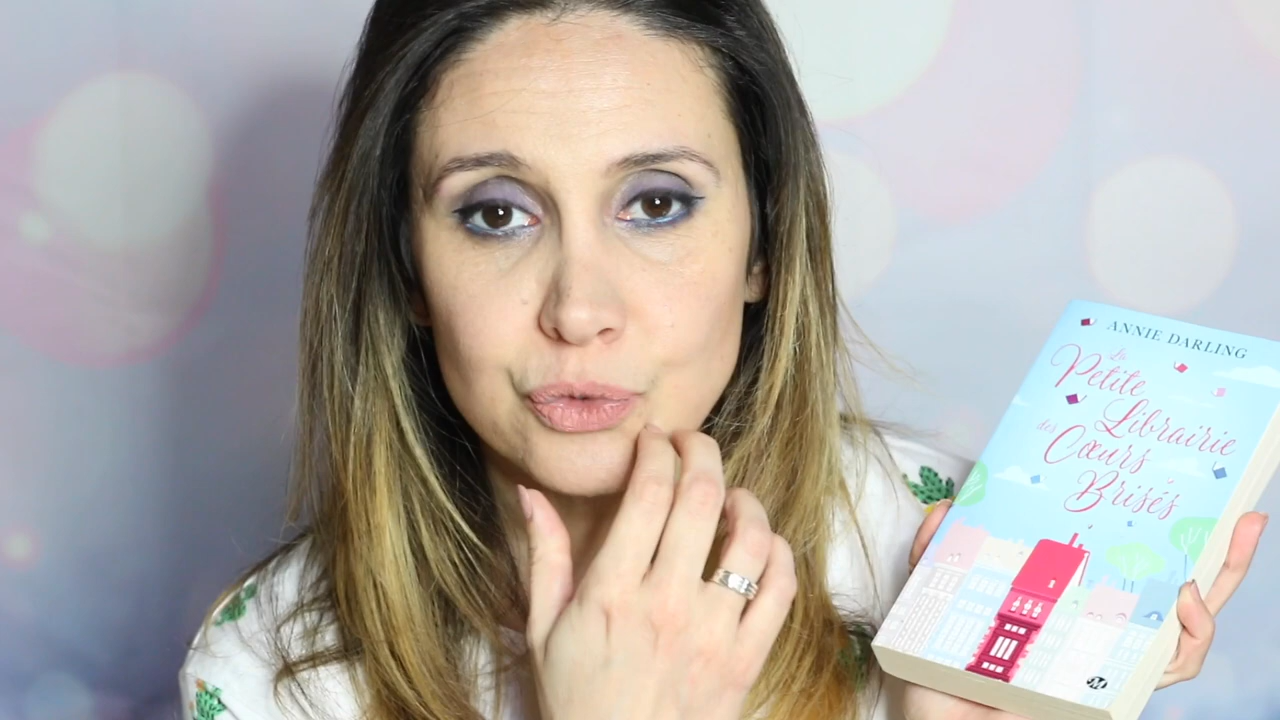 ANNIE DARLING
La
Petite
Librairie
des
Cœurs
Brisés
M